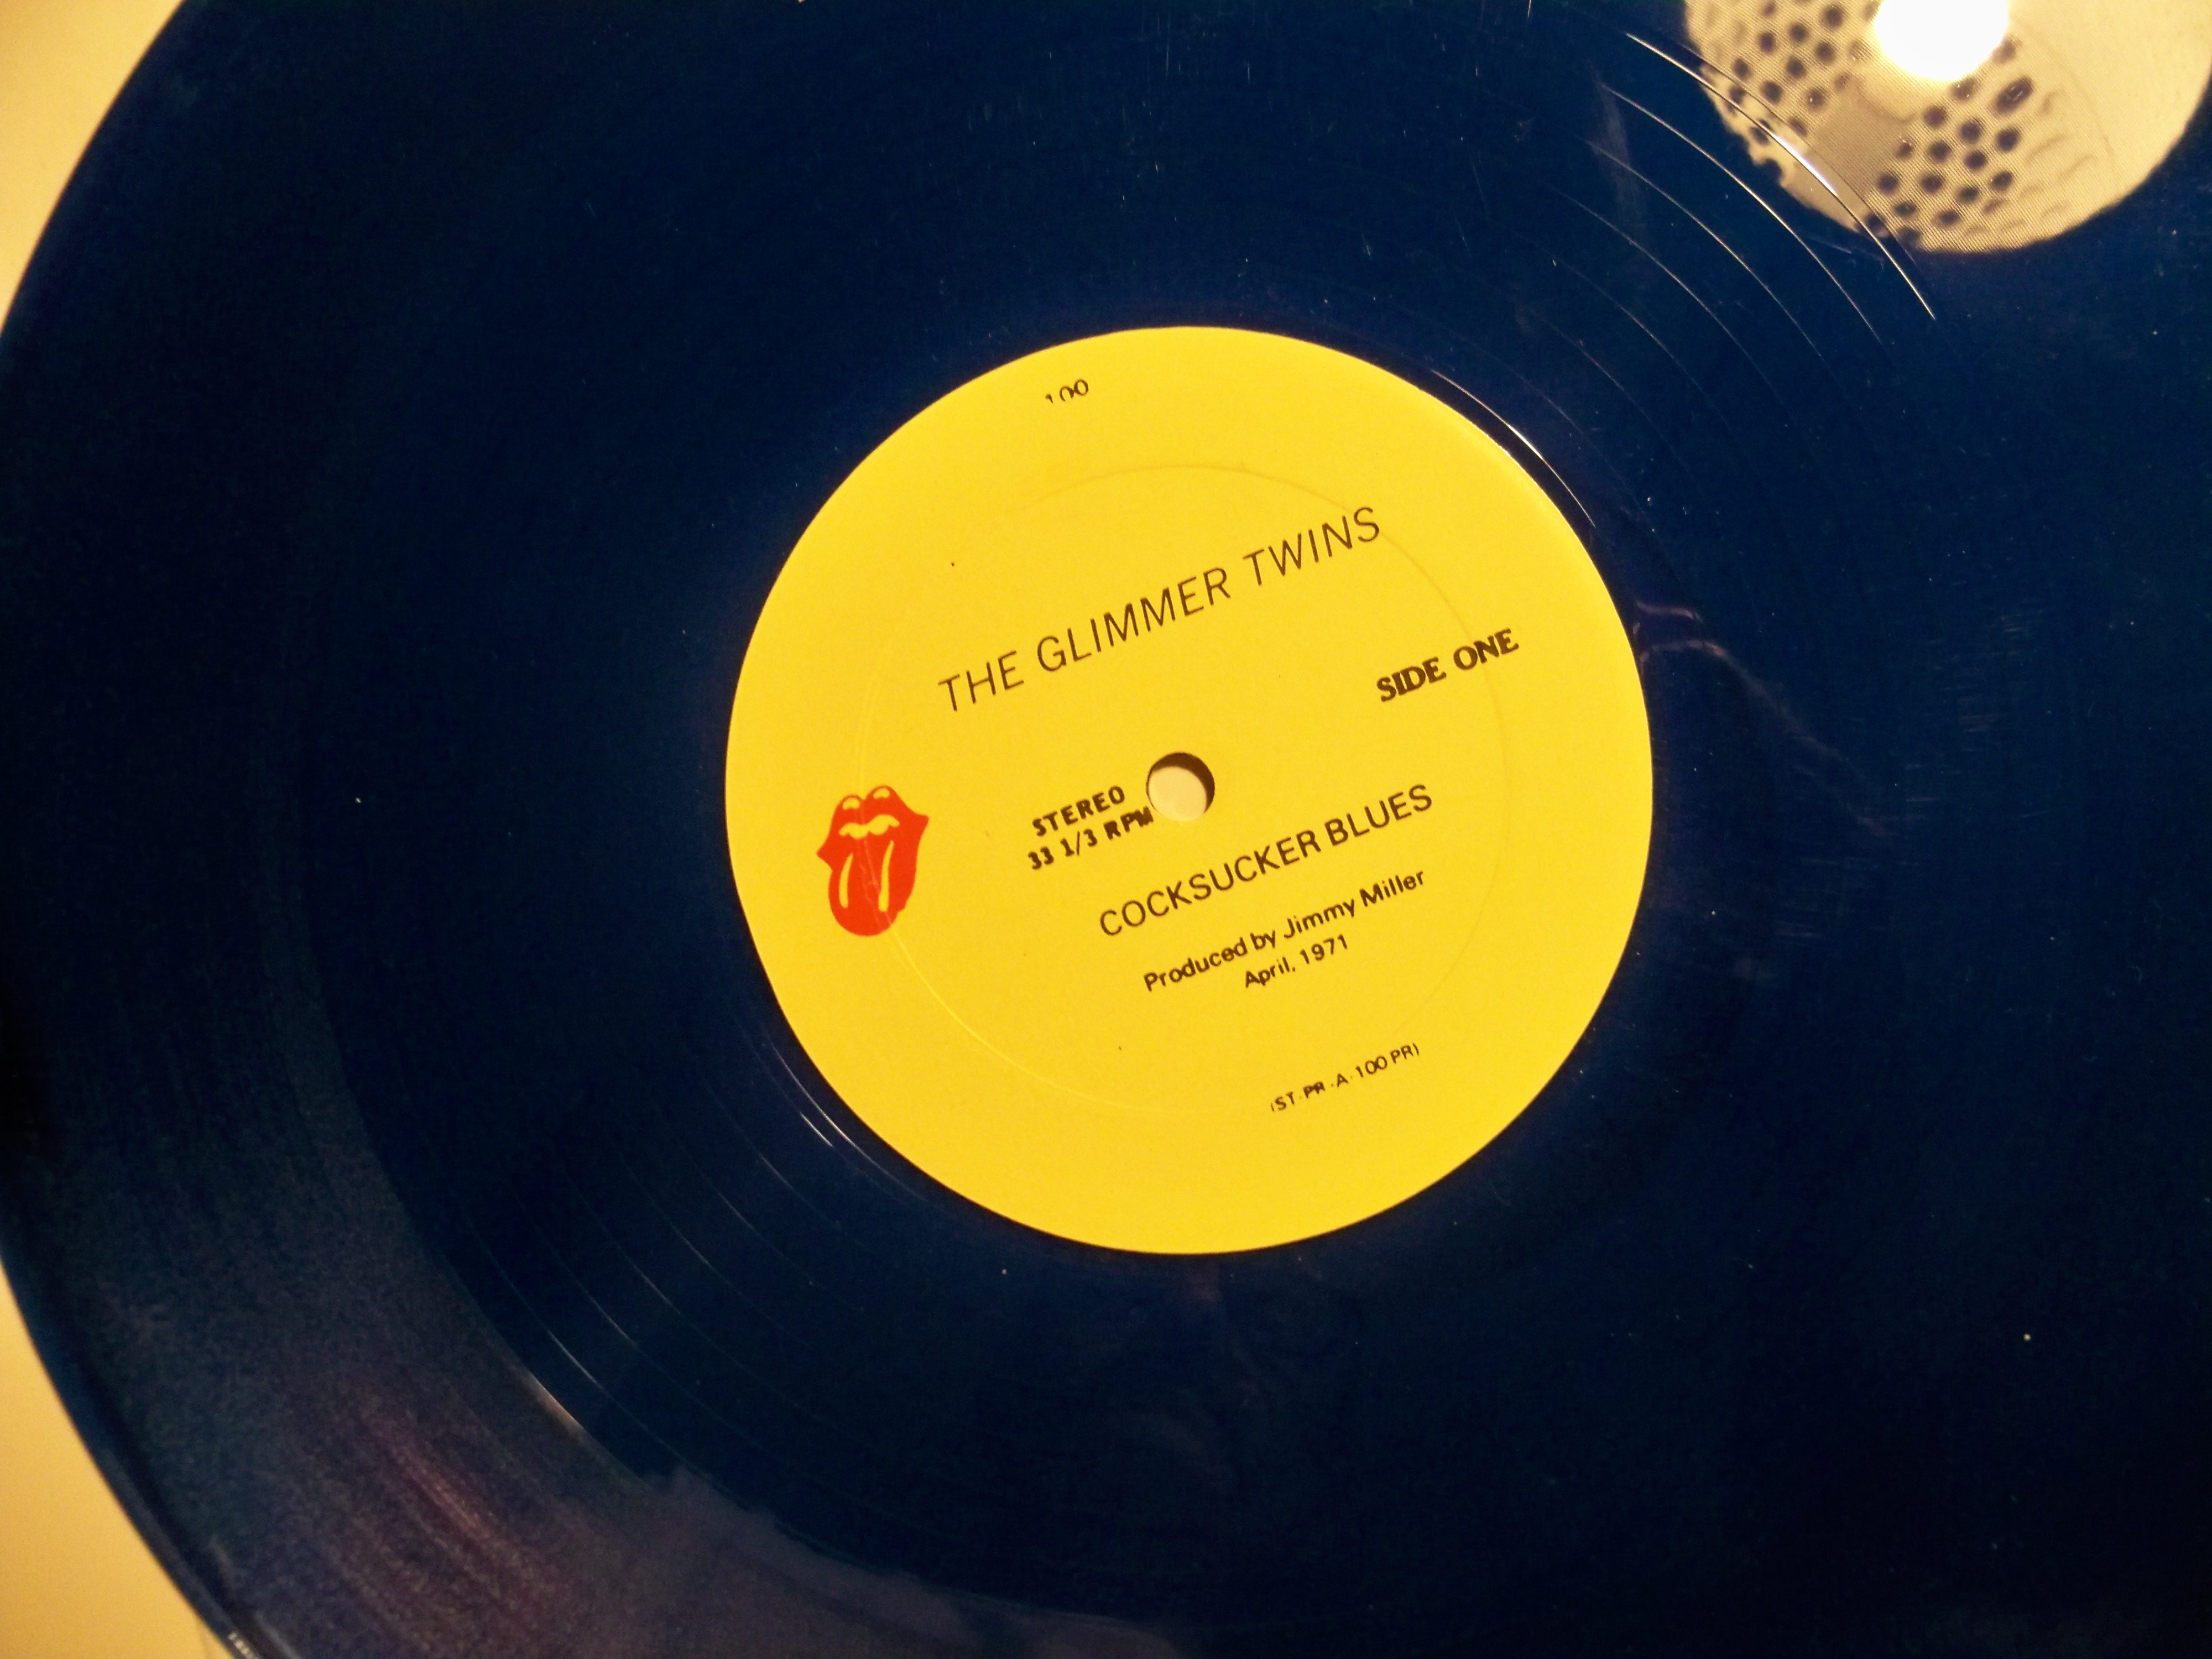 100
THE GLIMMER TWINS
SIDE ONE
STEREO
33 1/3 RPM
COCKSUCKER BLUES
Produced by Jimmy Miller
April, 1971
(ST-PR-A-100 PR)